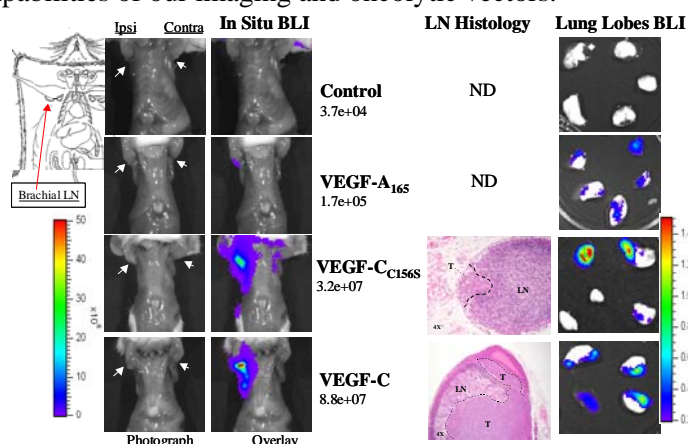 capabilities of our imaging and oncolytic vectors.
Ipsi Contra In Situ BLI LN Histology Lung Lobes BLI
Control
3.7e+04
ND
Brachial LN
VEGF-A165
1.7e+05
ND
50
40
30
20
10
0
x10^6
VEGF-CC156S
3.2e+07
T
LN
4X
VEGF-C
8.8e+07
LN
T
T
4X
Photograph Overlay